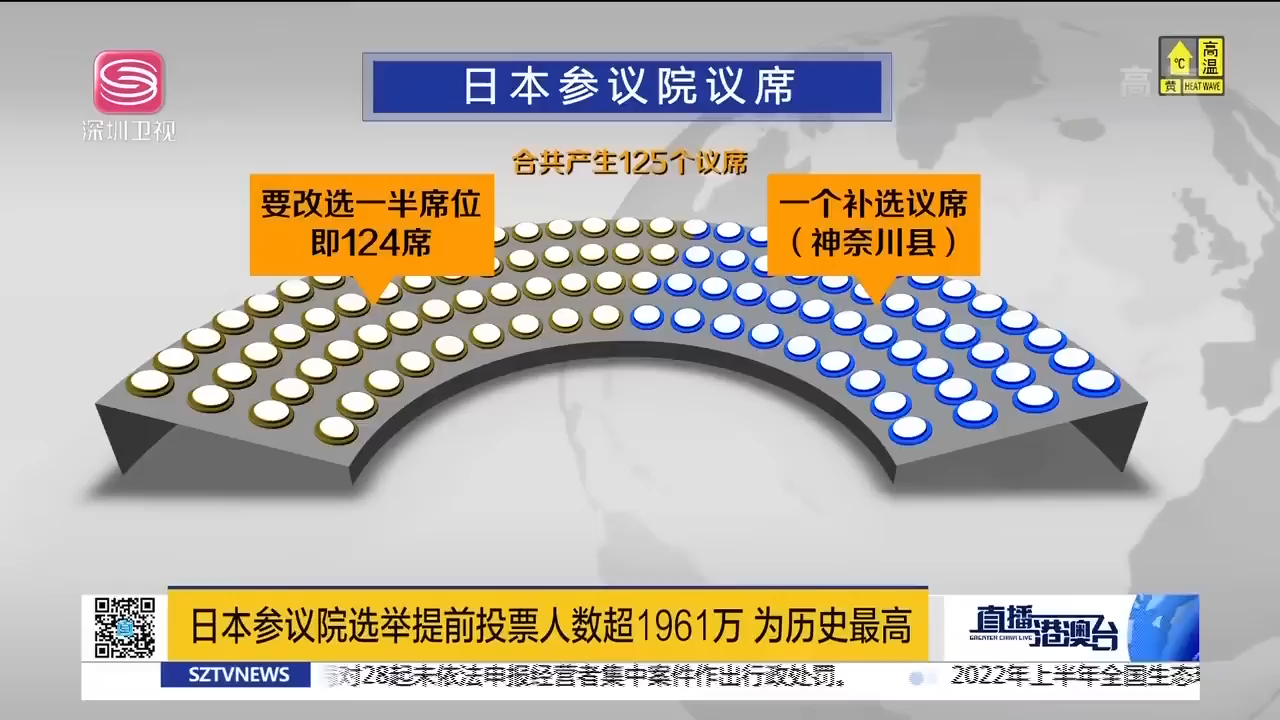 日本参议院议席
高温
℃
黄 HEAT WAVE
高
深圳卫视
合共产生125个议席
要改选一半席位
即124席
一个补选议席
（神奈川县）
日本参议院选举提前投票人数超1961万 为历史最高
直播港澳台
GREATER CHINA LIVE
SZTVNEWS
对28起未依法申报经营者集中案件作出行政处罚。
2022年上半年全国生态